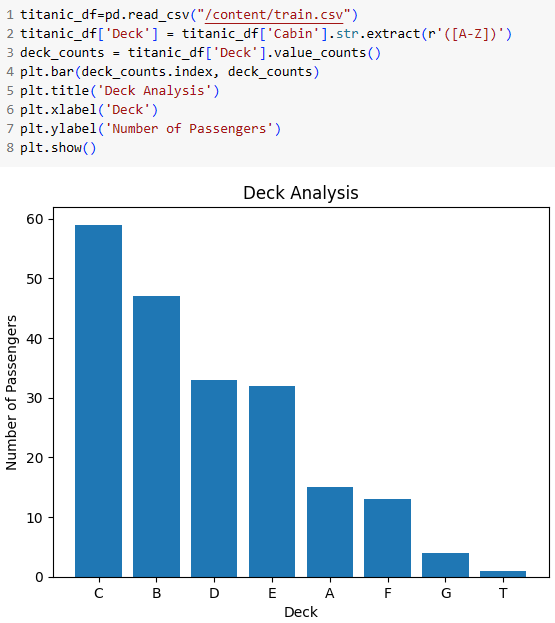 1 titanic_df=pd.read_csv("/content/train.csv")
2 titanic_df['Deck'] = titanic_df['Cabin'].str.extract(r'([A-Z])')
3 deck_counts = titanic_df['Deck'].value_counts()
4 plt.bar(deck_counts.index, deck_counts)
5 plt.title('Deck Analysis')
6 plt.xlabel('Deck')
7 plt.ylabel('Number of Passengers')
8 plt.show()
Deck Analysis
Number of Passengers
60
50
40
30
20
10
0
C B D E A F G T
Deck